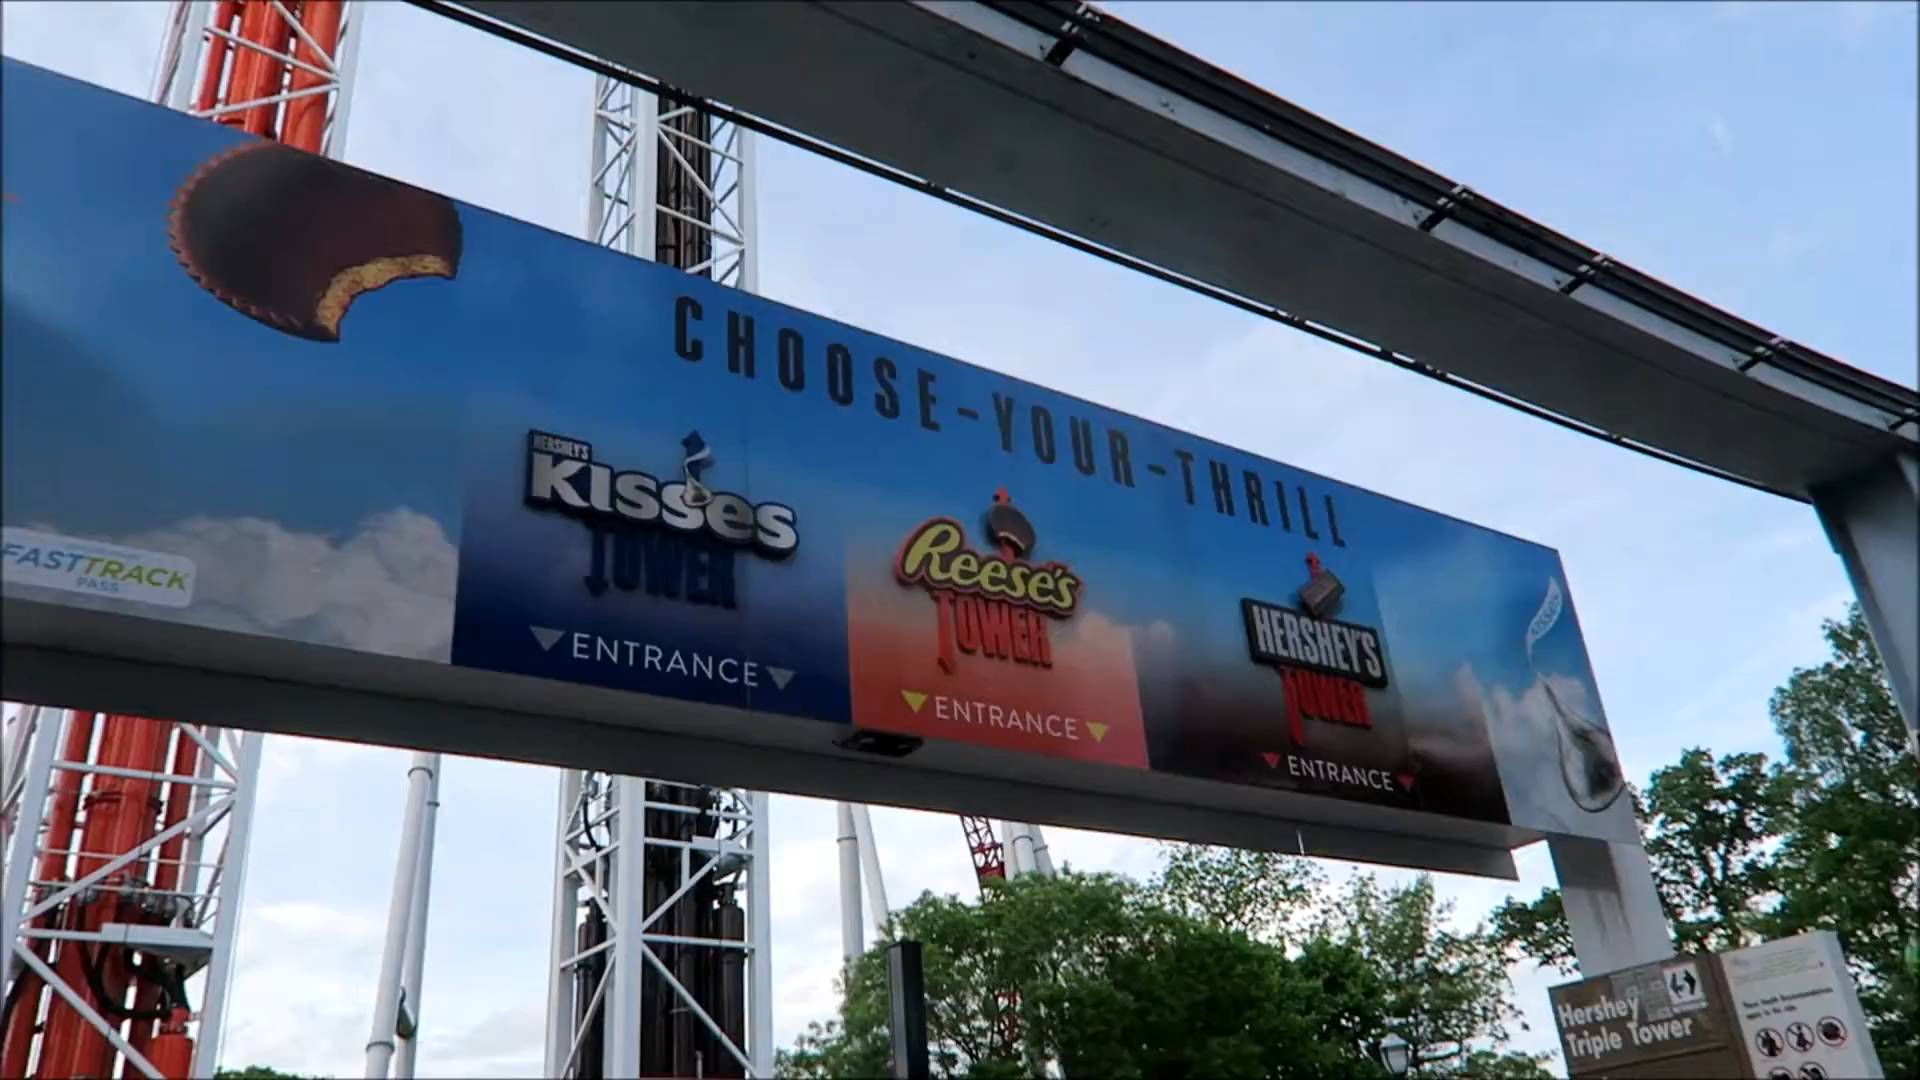 CHOOSE-YOUR-THRILL
FASTTRACK
PASS
HERSHEY'S
KISSES
TOWER
ENTRANCE
Reese's
TOWER
ENTRANCE
HERSHEY'S
TOWER
ENTRANCE
Hershey
Triple Tower